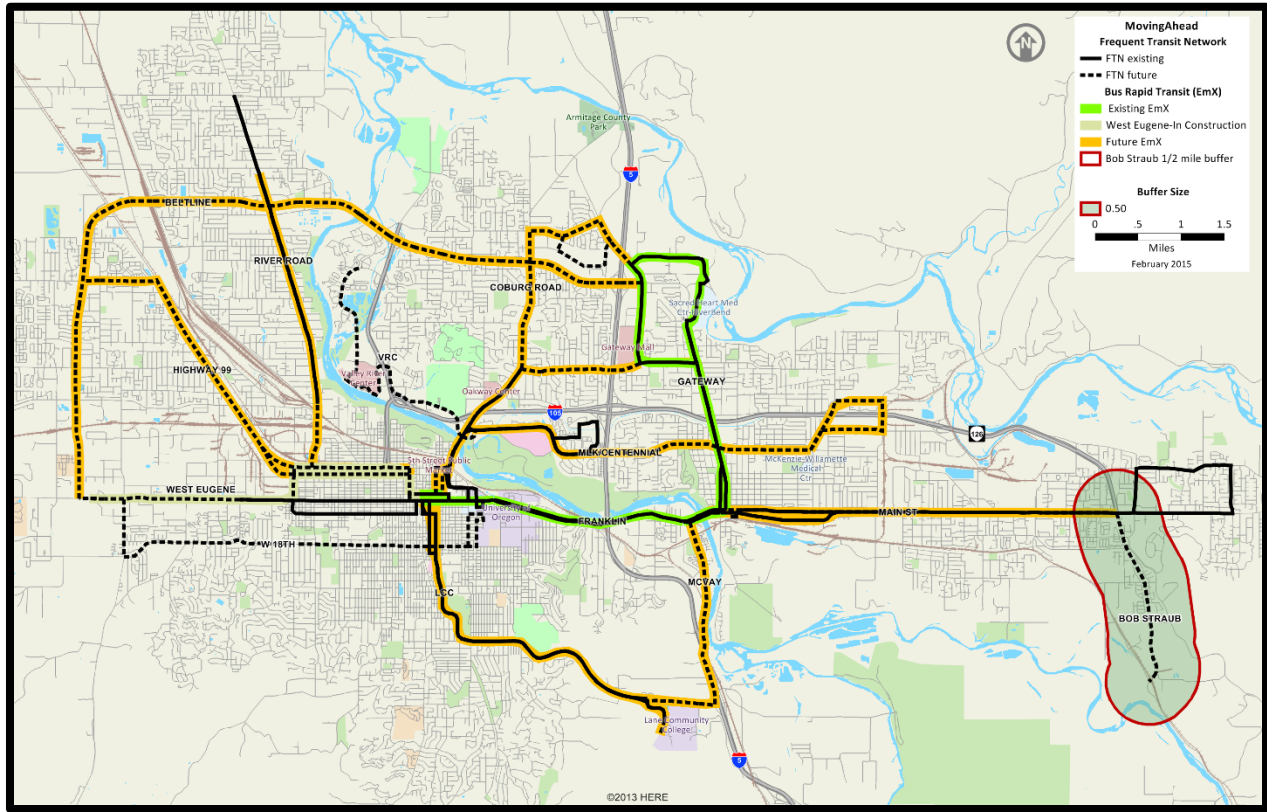 MovingAhead
Frequent Transit Network
FTN existing
FTN future
Bus Rapid Transit (EmX)
Existing EmX
West Eugene-In Construction
Future EmX
Bob Straub 1/2 mile buffer
Buffer Size
0.50
0 .5 1 1.5
Miles
February 2015
N
Armitage County
Park
5
BELTLINE
RIVER ROAD
COBURG ROAD
Sacred Heart Med
Ctr-RiverBend
Gateway Mall
VRC
HIGHWAY 99
Valley River
Center
GATEWAY
Oakway Center
105
126
MLK CENTENNIAL
5th Street Public
Market
McKenzie-Willamette
Medical
Ctr
WEST EUGENE
University of
Oregon
FRANKLIN
MAIN ST
W 18TH
MCVAY
LCC
BOB STRAUB
Lane Community
College
5
©2013 HERE